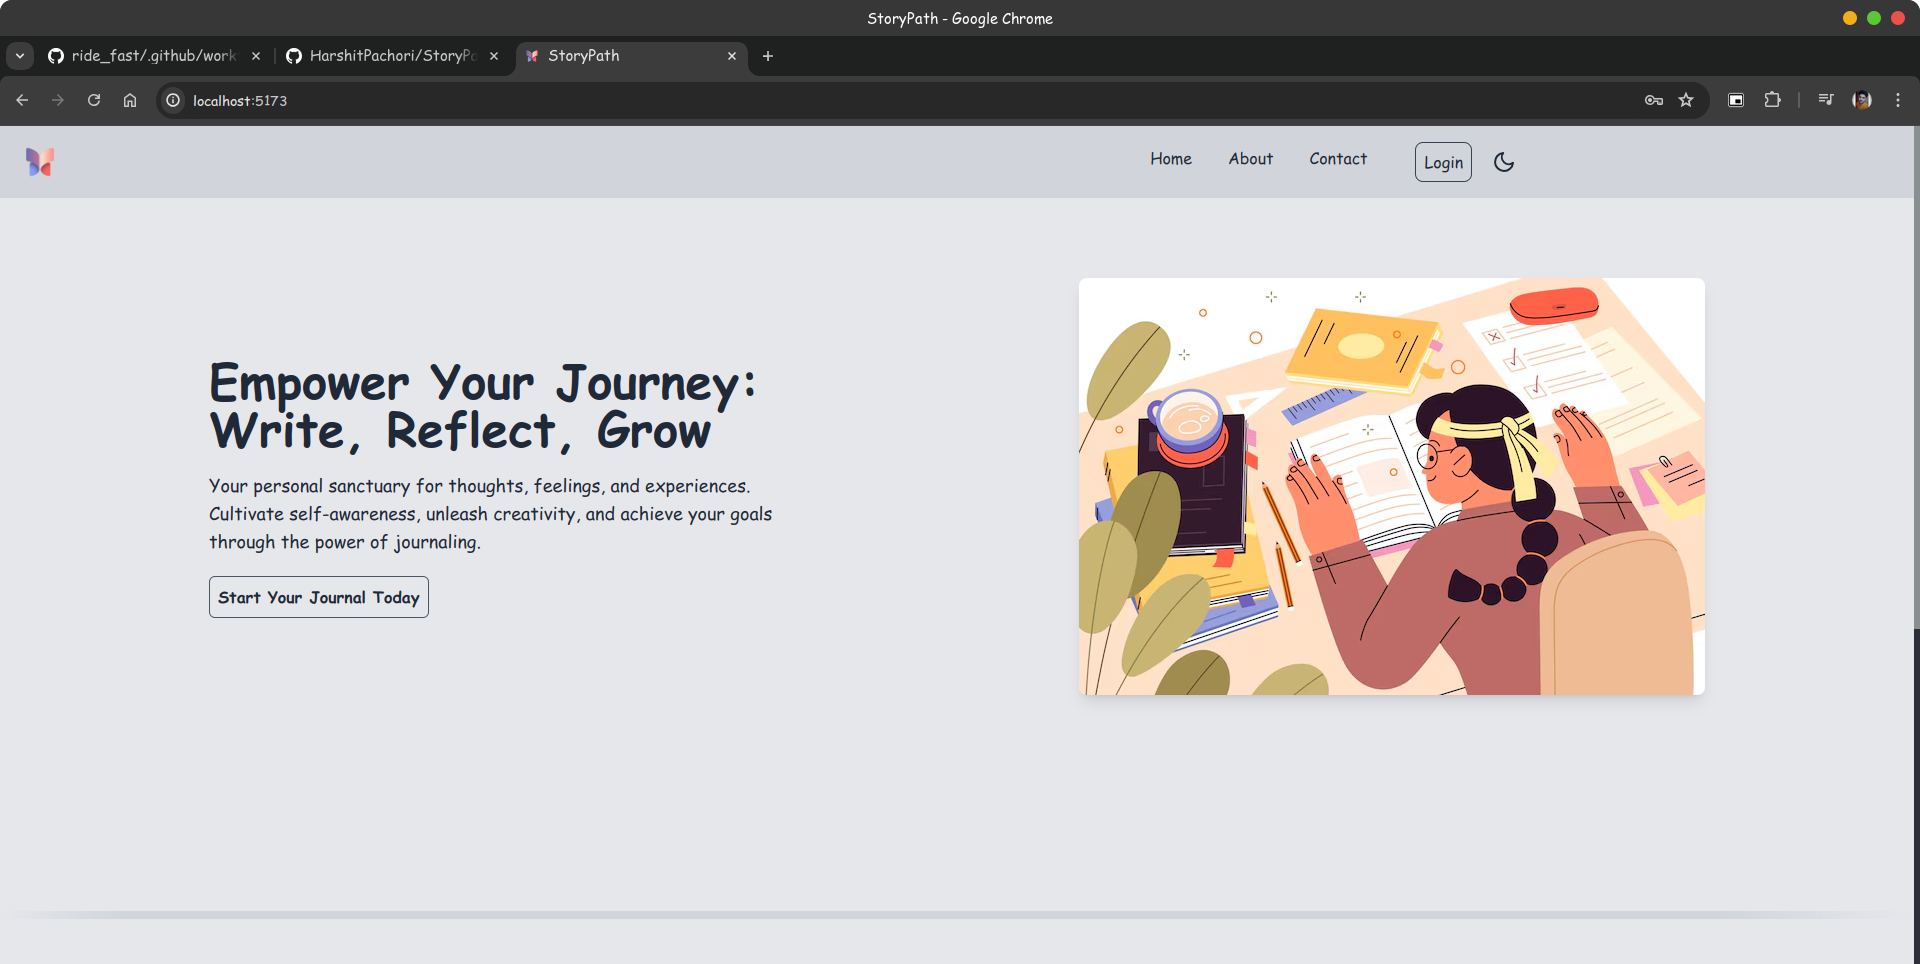 StoryPath - Google Chrome
ride_fast/.github/work
HarshitPachori/StoryPa
StoryPath
localhost:5173
Home
About
Contact
Login
Empower Your Journey:
Write, Reflect, Grow
Your personal sanctuary for thoughts, feelings, and experiences.
Cultivate self-awareness, unleash creativity, and achieve your goals
through the power of journaling.
Start Your Journal Today